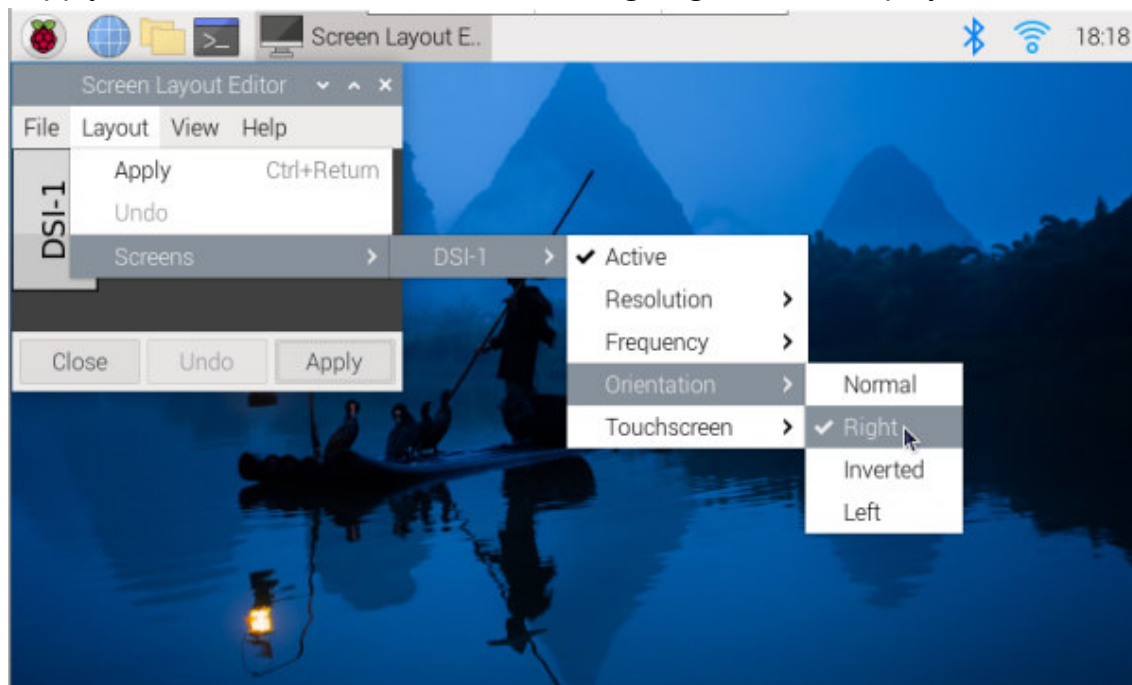 Screen Layout E..
18:18
Screen Layout Editor
File Layout View Help
Apply Ctrl+Return
Undo
Screens
DSI-1
DSI-1
Active
Resolution
Frequency
Orientation
Touchscreen
Normal
Right
Inverted
Left
Close Undo Apply